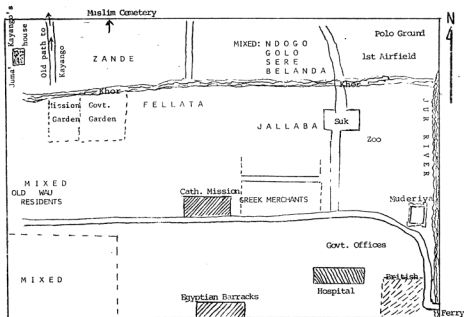 Muslim Cemetery
N
Juma' Kayango's
house
Old path to
Kayango
ZANDE
MIXED: NDOGO
GOLO
SERE
BELANDA
Polo Ground
1st Airfield
Khor
Khor
Mission
Garden
Govt.
Garden
FELLATA
JALLABA
Suk
Zoo
JUR RIVER
MIXED
OLD WAU
RESIDENTS
Cath. Mission
GREEK MERCHANTS
Muderiya
Govt. Offices
MIXED
Egyptian Barracks
Hospital
British
Ferry